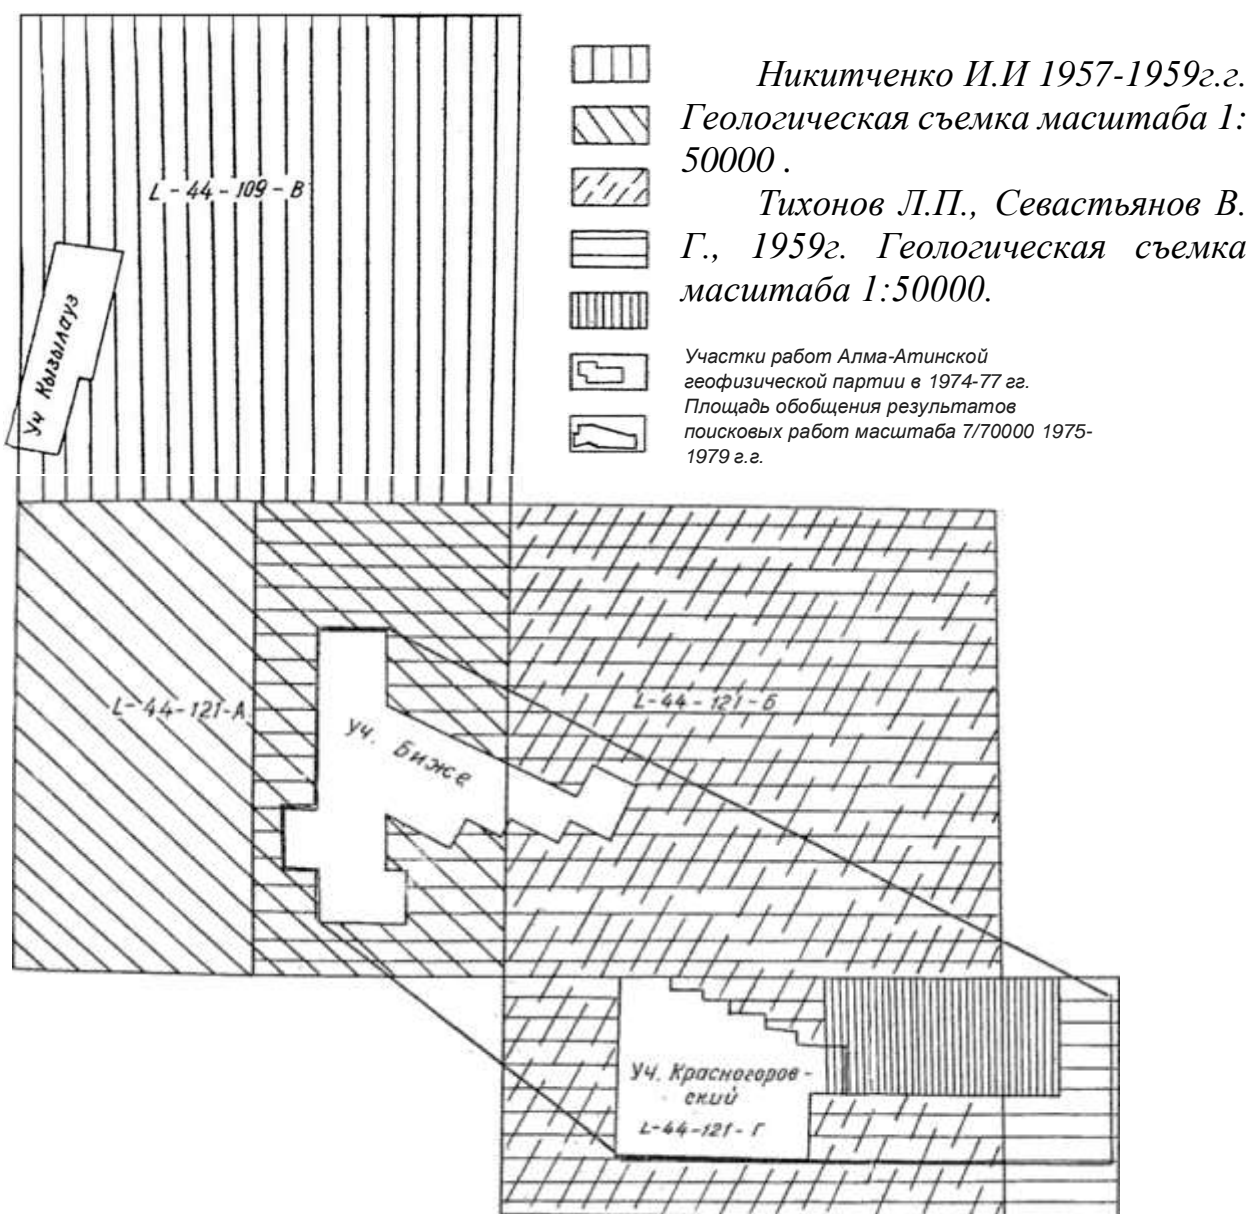 Никитченко И.И 1957-1959г.г.
Геологическая съемка масштаба 1:
50000 .
Тихонов Л.П., Севастьянов В.
Г., 1959г. Геологическая съемка
масштаба 1:50000.
Участки работ Алма-Атинской
геофизической партии в 1974-77 гг.
Площадь обобщения результатов
поисковых работ масштаба 7/70000 1975-
1979 г.г.
L - 44 - 109 - В
Уч Кызылауз
L-44-121-А
L-44-121-Б
Уч. Биже
Уч. Красногоров-
ский
L-44-121-Г